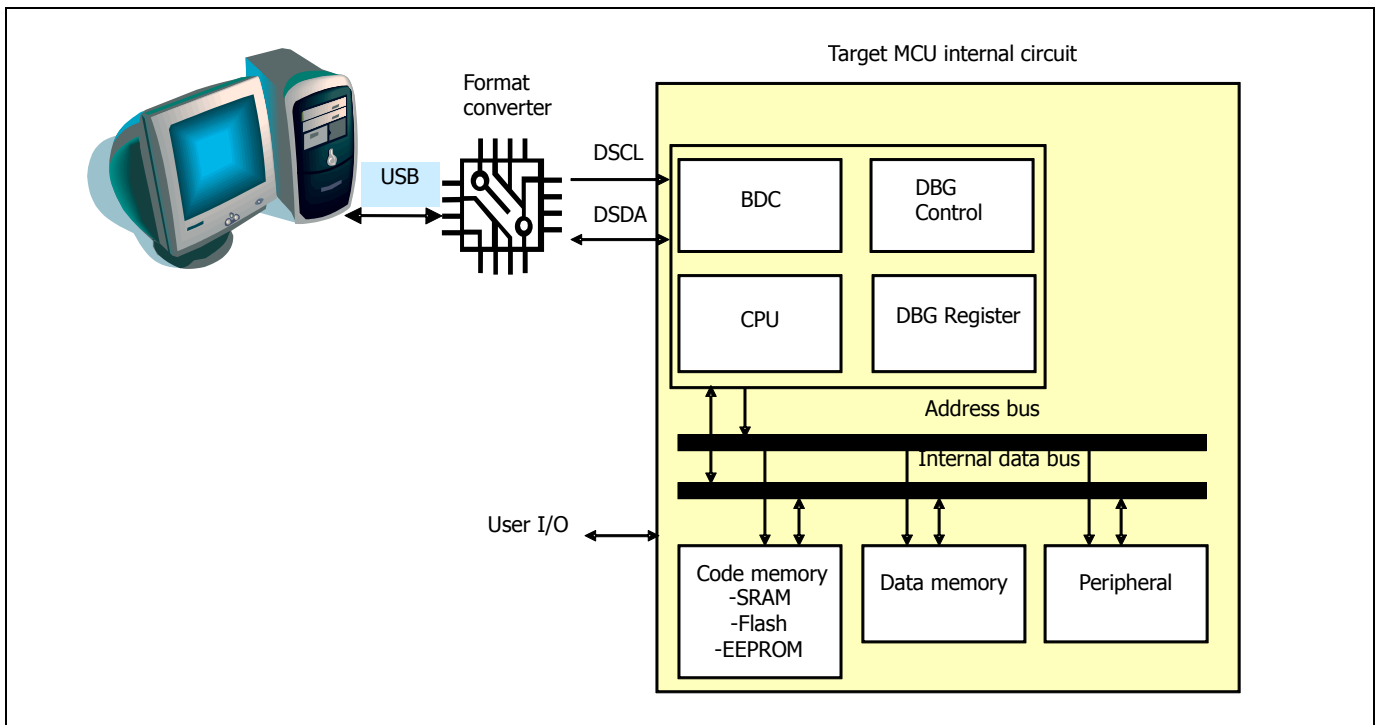 Target MCU internal circuit
Format
converter
USB
DSCL
DSDA
BDC
DBG
Control
CPU
DBG Register
Address bus
Internal data bus
User I/O
Code memory
-SRAM
-Flash
-EEPROM
Data memory
Peripheral